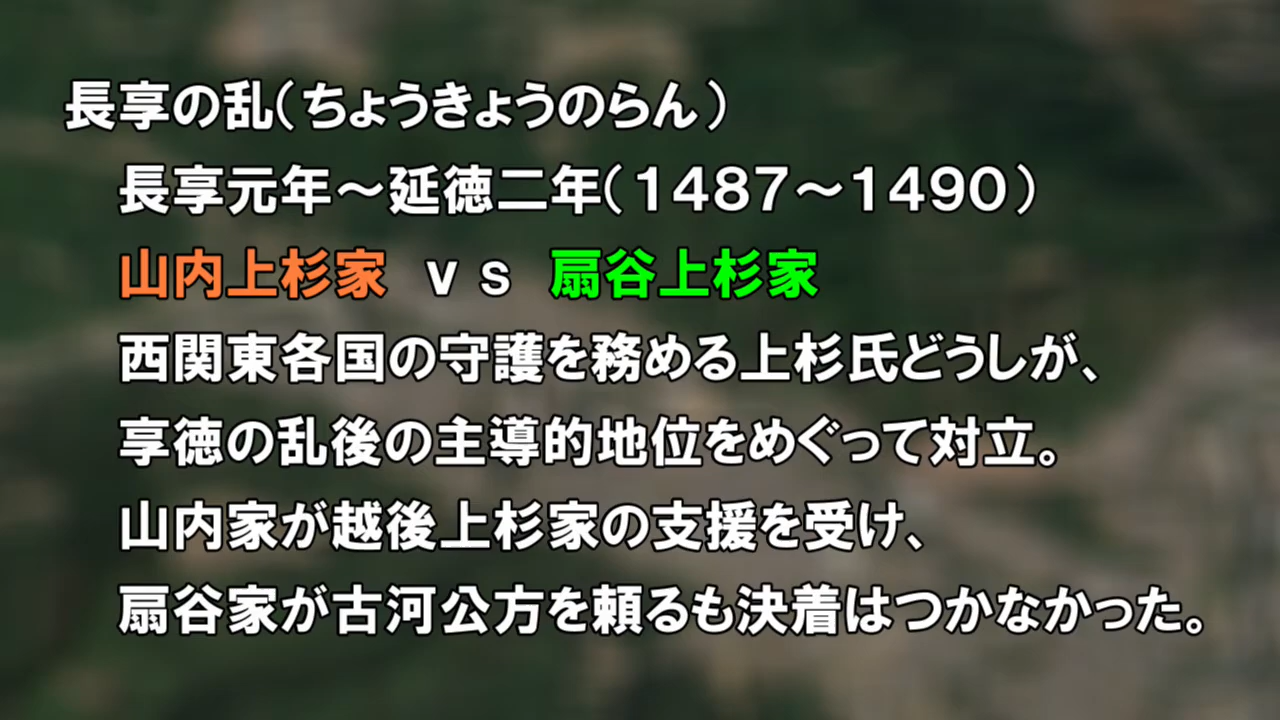 長享の乱（ちょうきょうのらん）
長享元年～延徳二年（１４８７～１４９０）
山内上杉家　ｖｓ　扇谷上杉家
西関東各国の守護を務める上杉氏どうしが、
享徳の乱後の主導的地位をめぐって対立。
山内家が越後上杉家の支援を受け、
扇谷家が古河公方を頼るも決着はつかなかった。